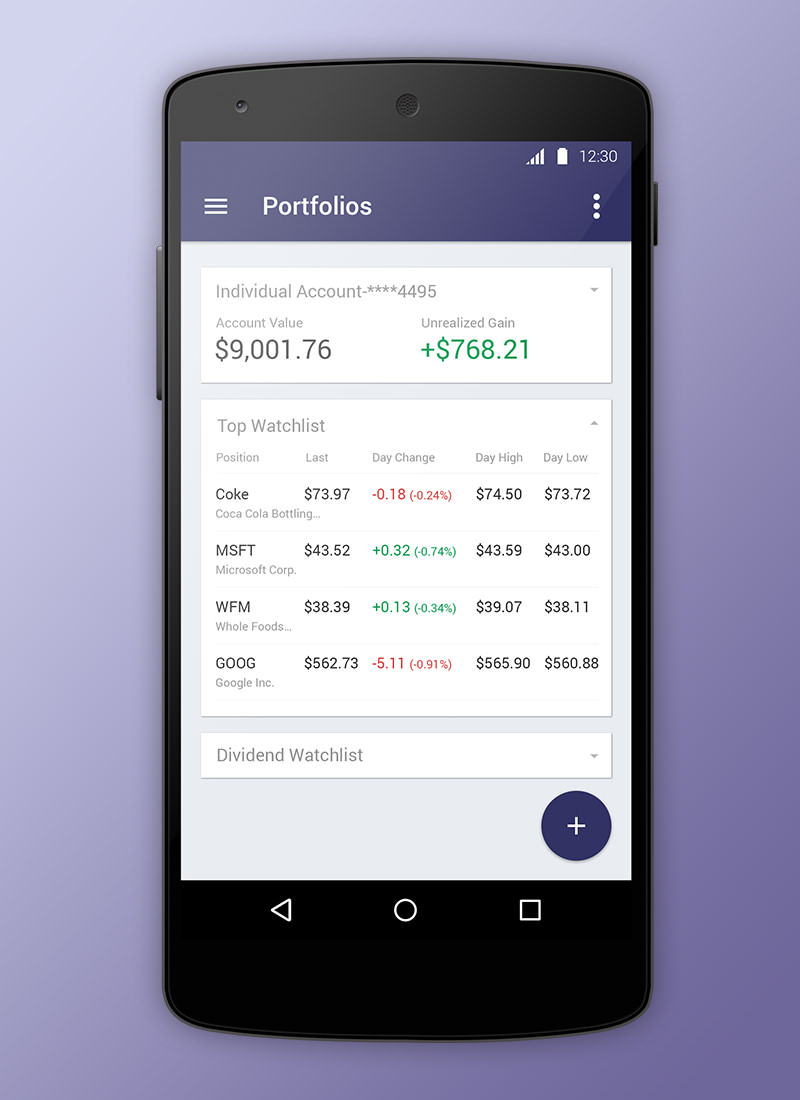 12:30
Portfolios
Individual Account-****4495
Account Value Unrealized Gain
$9,001.76 +$768.21
Top Watchlist
Position Last Day Change Day High Day Low
Coke $73.97 -0.18 (-0.24%) $74.50 $73.72
Coca Cola Bottling...
MSFT $43.52 +0.32 (-0.74%) $43.59 $43.00
Microsoft Corp.
WFM $38.39 +0.13 (-0.34%) $39.07 $38.11
Whole Foods...
GOOG $562.73 -5.11 (-0.91%) $565.90 $560.88
Google Inc.
Dividend Watchlist